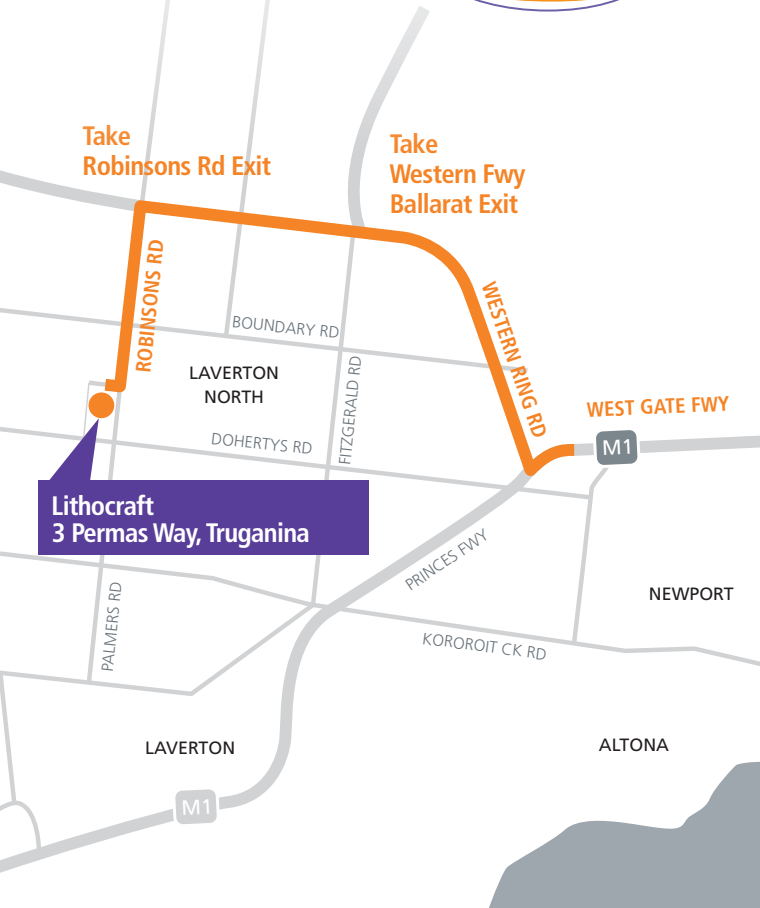 Take
Robinsons Rd Exit
Take
Western Fwy
Ballarat Exit
ROBINSONS RD
WESTERN RING RD
BOUNDARY RD
LAVERTON
NORTH
FITZGERALD RD
WEST GATE FWY
M1
DOHERTYS RD
Lithocraft
3 Permas Way, Truganina
PRINCES FWY
PALMERS RD
NEWPORT
KOROROIT CK RD
LAVERTON
ALTONA
M1